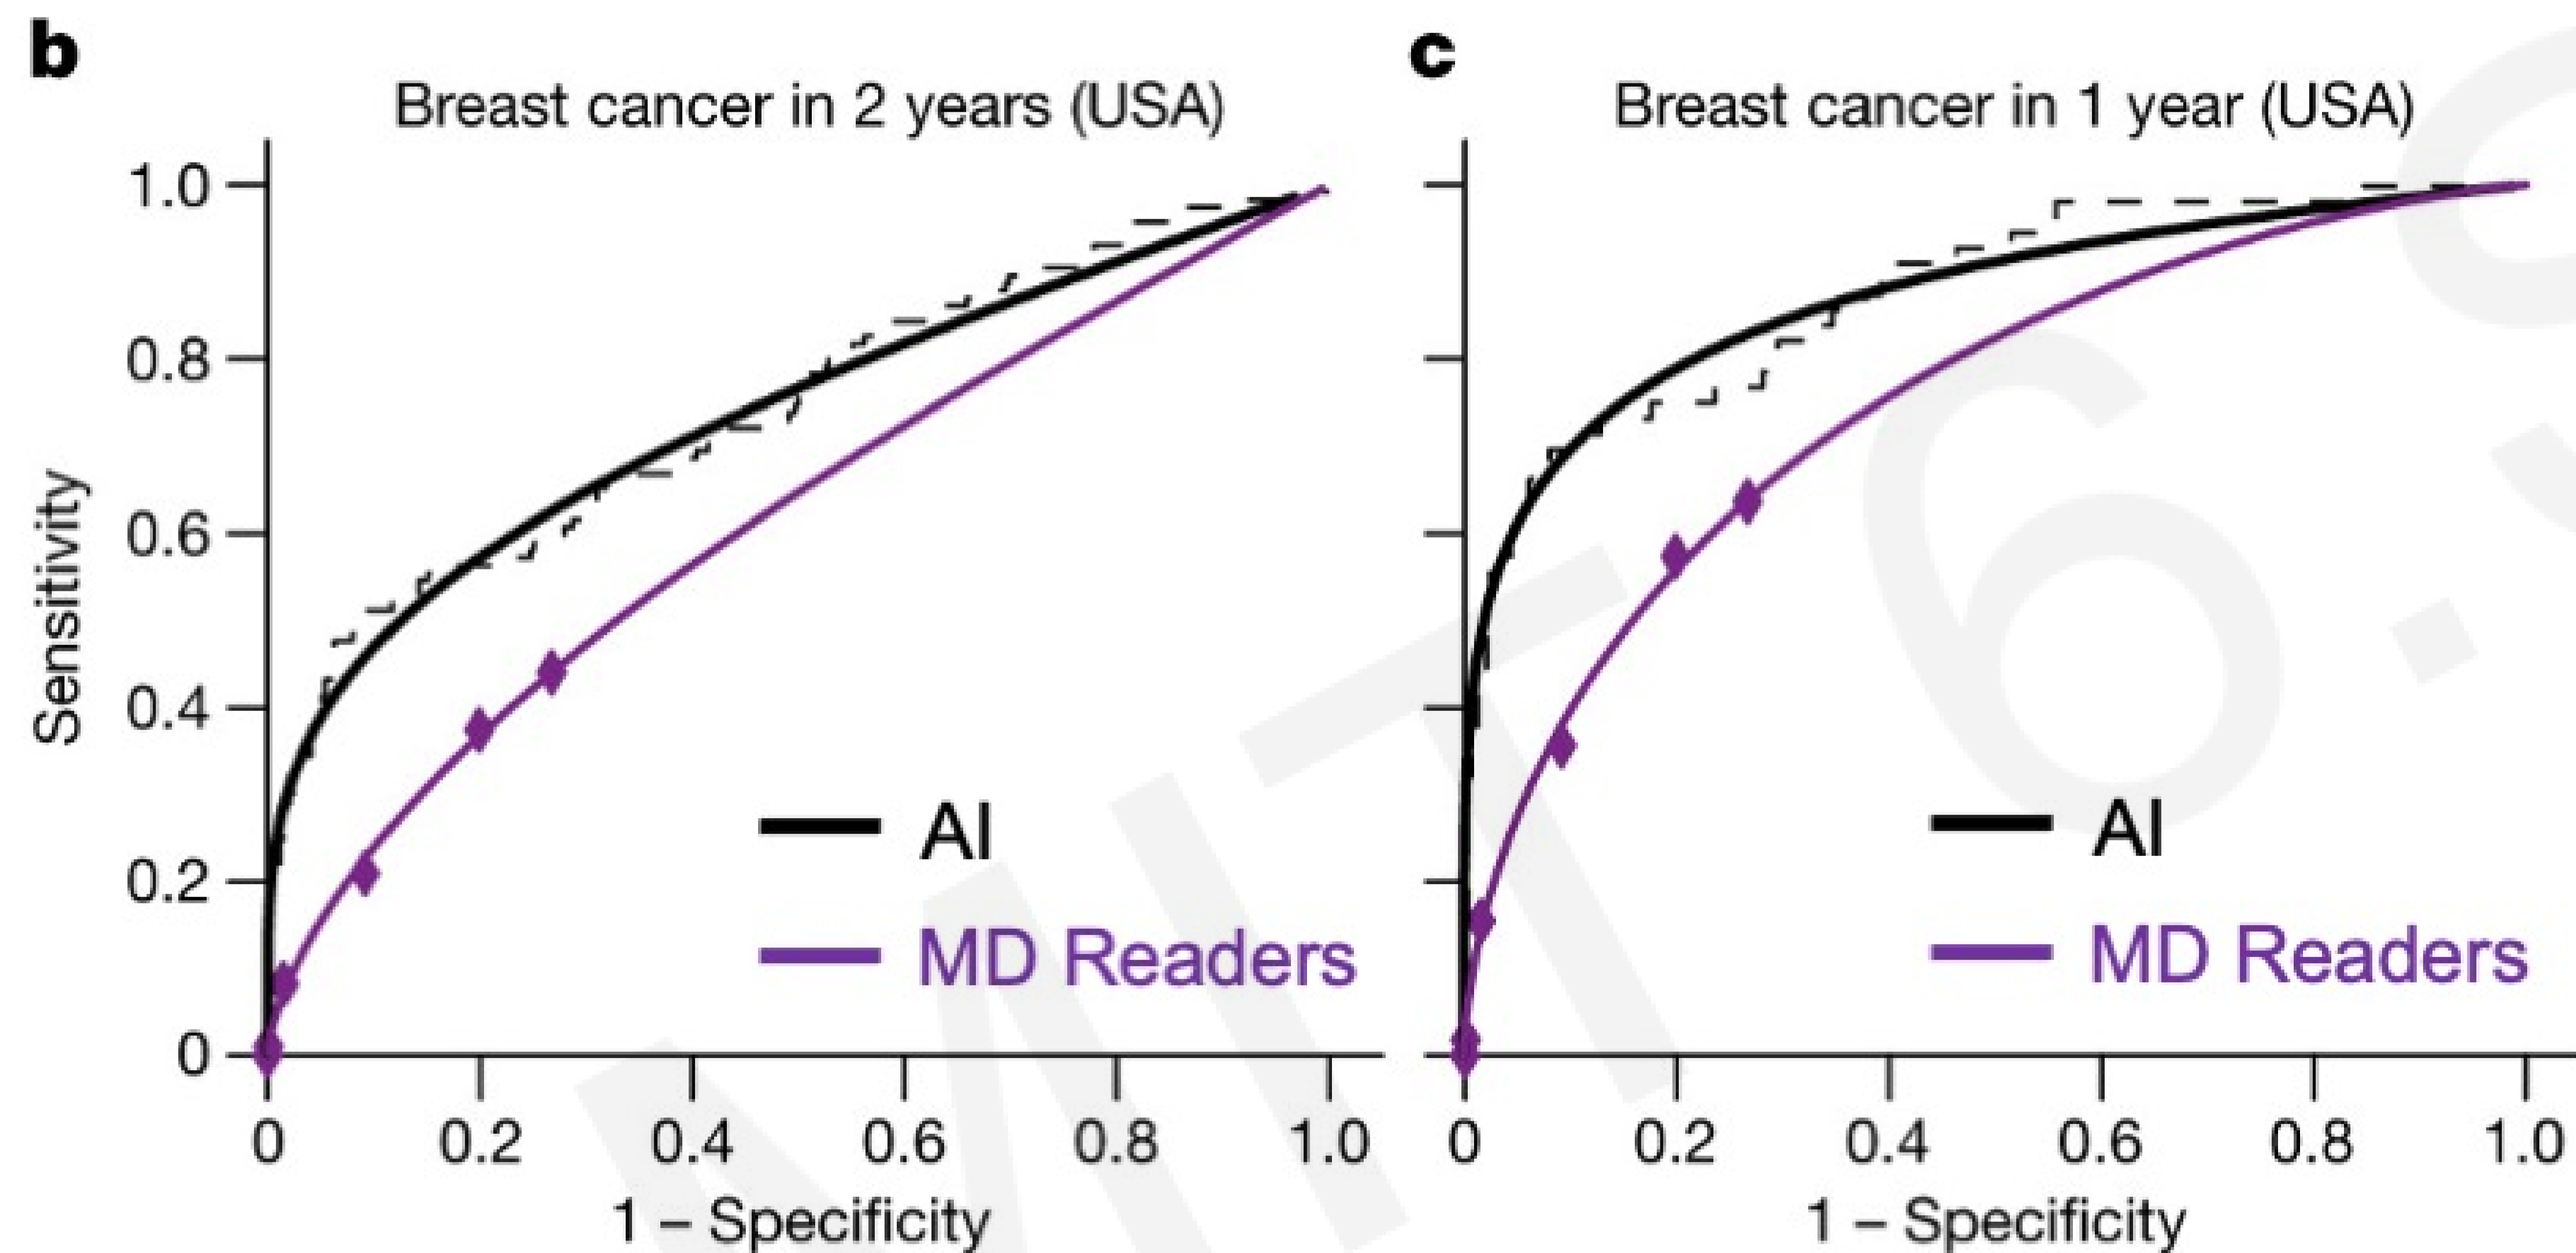 b
Breast cancer in 2 years (USA)
Sensitivity
1.0
0.8
0.6
0.4
0.2
0
0 0.2 0.4 0.6 0.8 1.0
1 – Specificity
AI
MD Readers
c
Breast cancer in 1 year (USA)
AI
MD Readers
0 0.2 0.4 0.6 0.8 1.0
1 – Specificity
MIT 6.S